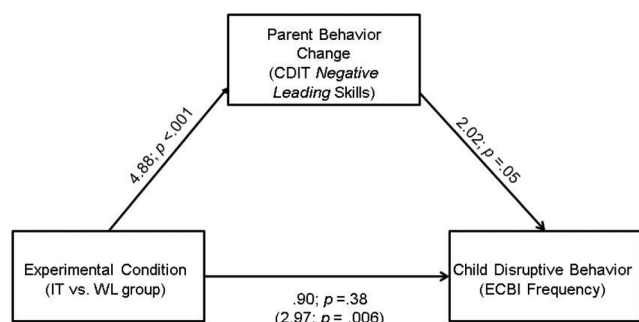 Parent Behavior
Change
(CDIT Negative
Leading Skills)
4.88; p <.001
2.02; p =.05
Experimental Condition
(IT vs. WL group)
.90; p =.38
(2.97; p = .006)
Child Disruptive Behavior
(ECBI Frequency)